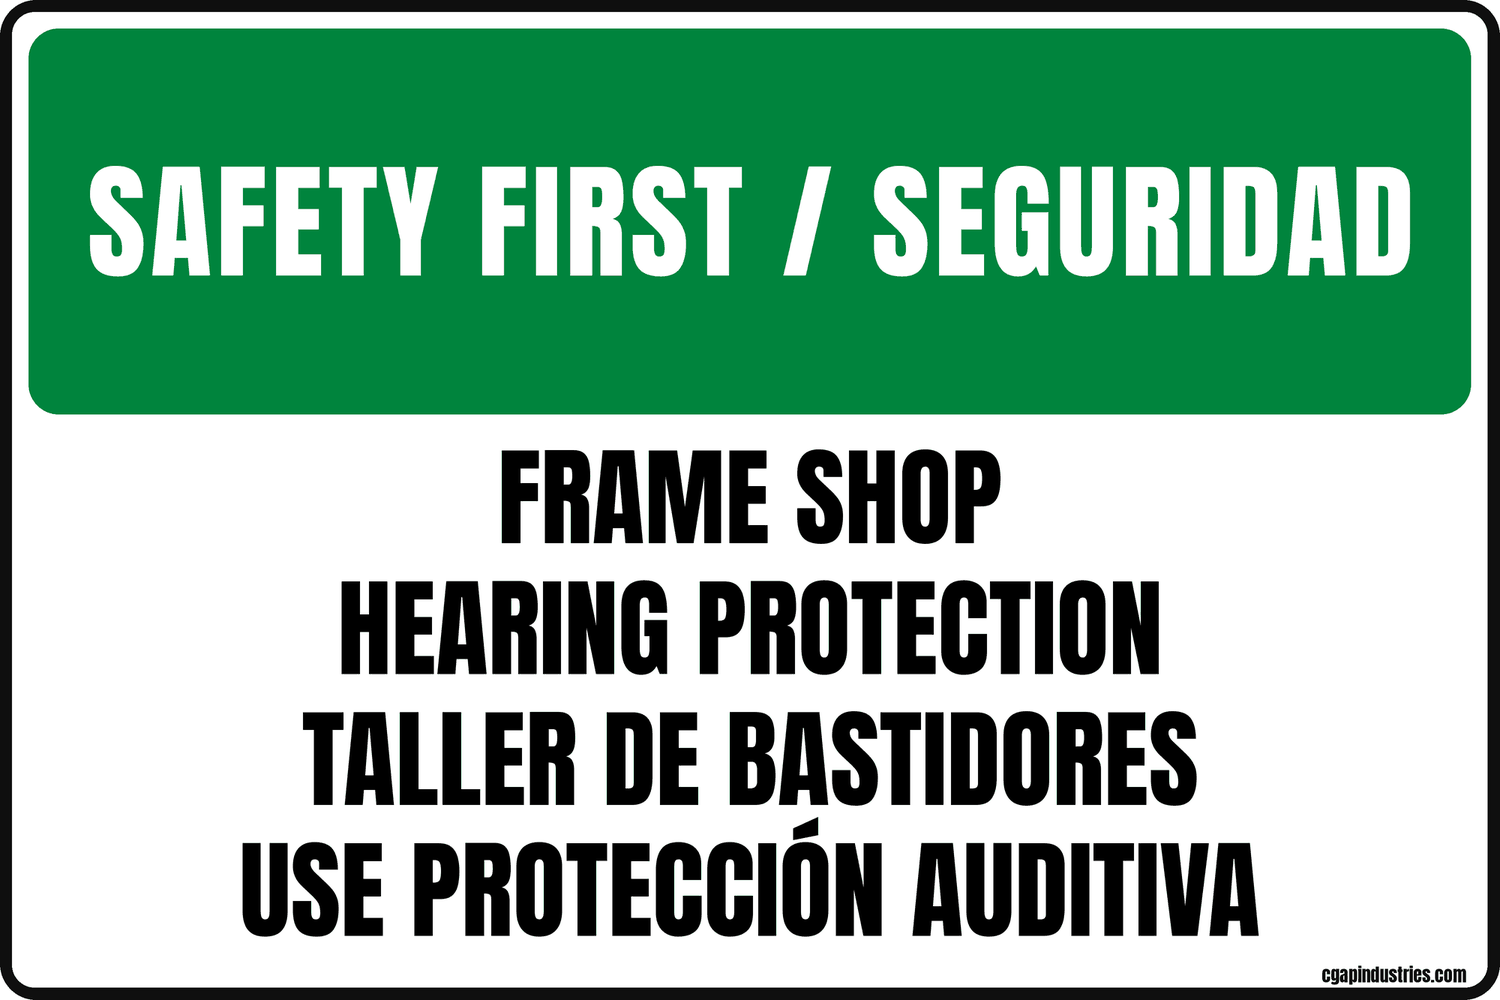 SAFETY FIRST / SEGURIDAD
FRAME SHOP
HEARING PROTECTION
TALLER DE BASTIDORES
USE PROTECCIÓN AUDITIVA
cgapindustries.com